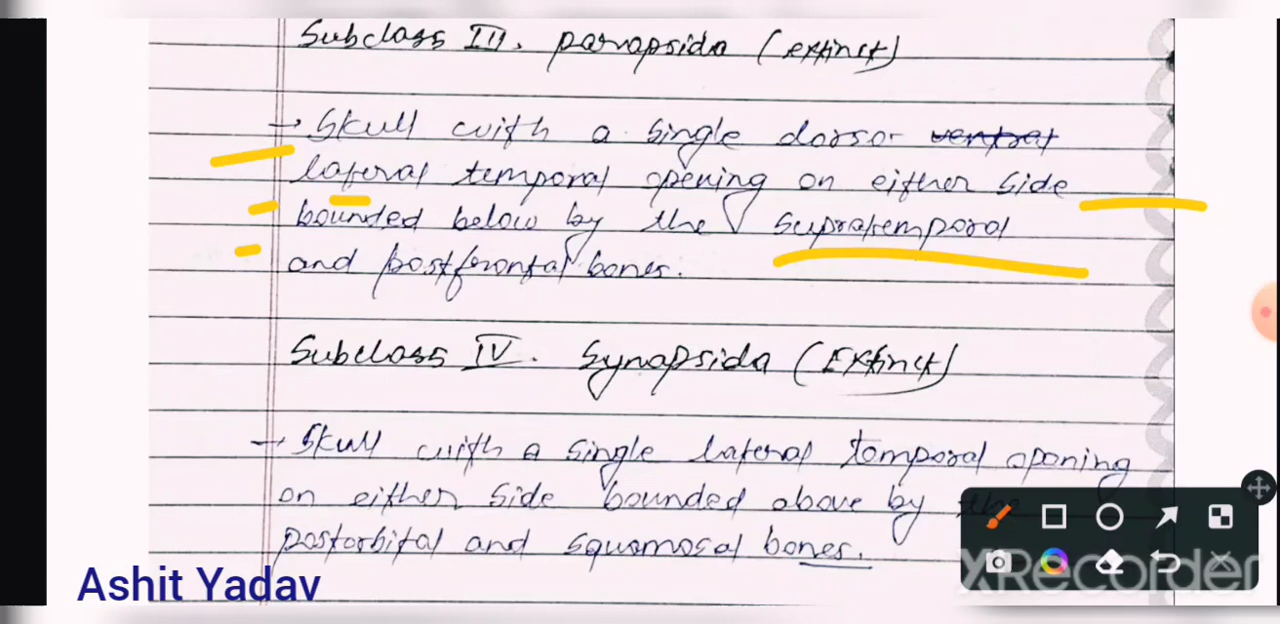 Subclass III. Parapsida (extinct)
→ Skull with a single dorso- ventral
lateral temporal opening on either side
bounded below by the supratemporal
and postfrontal bones.
Subclass IV. Synapsida (Extinct)
→ Skull with a single lateral temporal opening
on either side bounded above by the
postorbital and squamosal bones.
Ashit Yadav
XRecorder